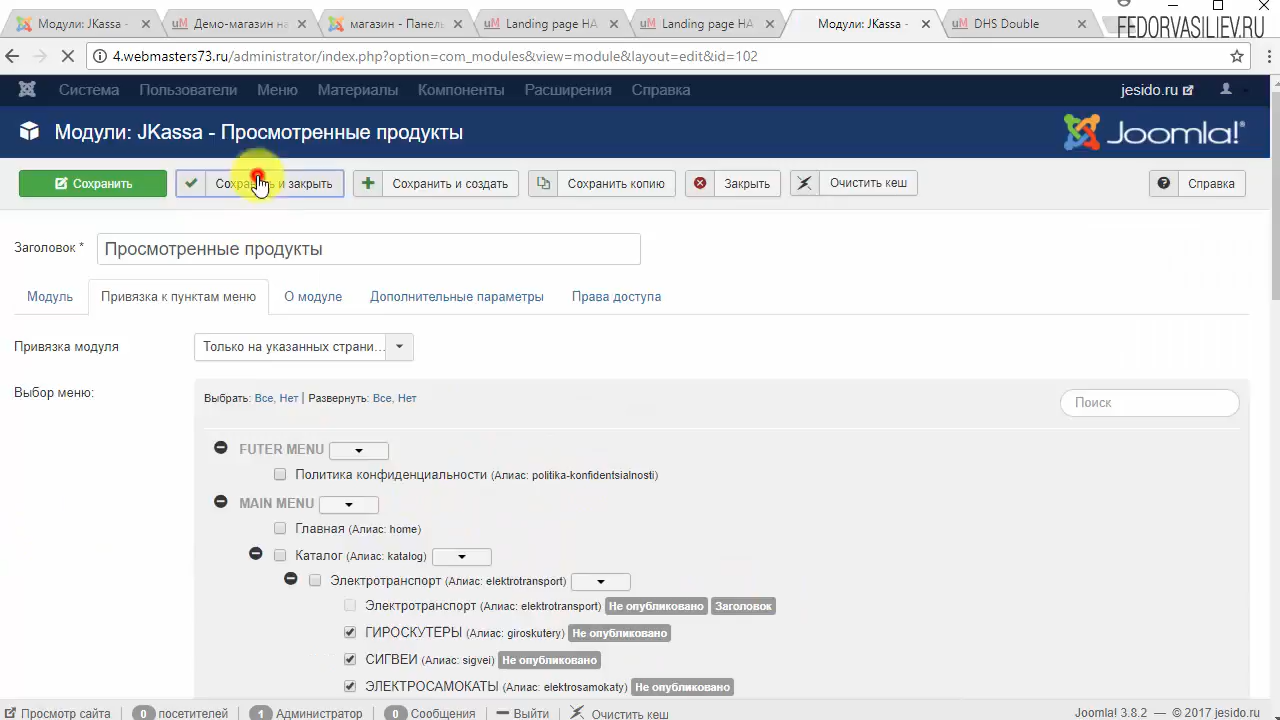 Модули: JKassa -
Демо-магазин на
магазин - Панель
Landing page HA
Landing page HA
Модули: JKassa -
DHS Double
FEDORVASILIEV.RU
4.webmasters73.ru/administrator/index.php?option=com_modules&view=module&layout=edit&id=102
Система Пользователи Меню Материалы Компоненты Расширения Справка jesido.ru
Модули: JKassa - Просмотренные продукты
Joomla!®
Сохранить
Сохранить и закрыть
Сохранить и создать
Сохранить копию
Закрыть
Очистить кеш
Справка
Заголовок * Просмотренные продукты
Модуль Привязка к пунктам меню О модуле Дополнительные параметры Права доступа
Привязка модуля Только на указанных страни...
Выбор меню:
Выбрать: Все, Нет | Развернуть: Все, Нет
Поиск
FUTER MENU
Политика конфиденциальности (Алиас: politika-konfidentsialnosti)
MAIN MENU
Главная (Алиас: home)
Каталог (Алиас: katalog)
Электротранспорт (Алиас: elektrotransport)
Электротранспорт (Алиас: elektrotransport) Не опубликовано Заголовок
ГИРОСКУТЕРЫ (Алиас: giroskutery) Не опубликовано
СИГВЕИ (Алиас: sigvei) Не опубликовано
ЭЛЕКТРОСАМОКАТЫ (Алиас: elektrosamokaty) Не опубликовано
Просмотр сайта 0 посетителей 1 Администратор 0 Сообщения Выйти Очистить кеш Joomla! 3.8.2 — © 2017 jesido.ru